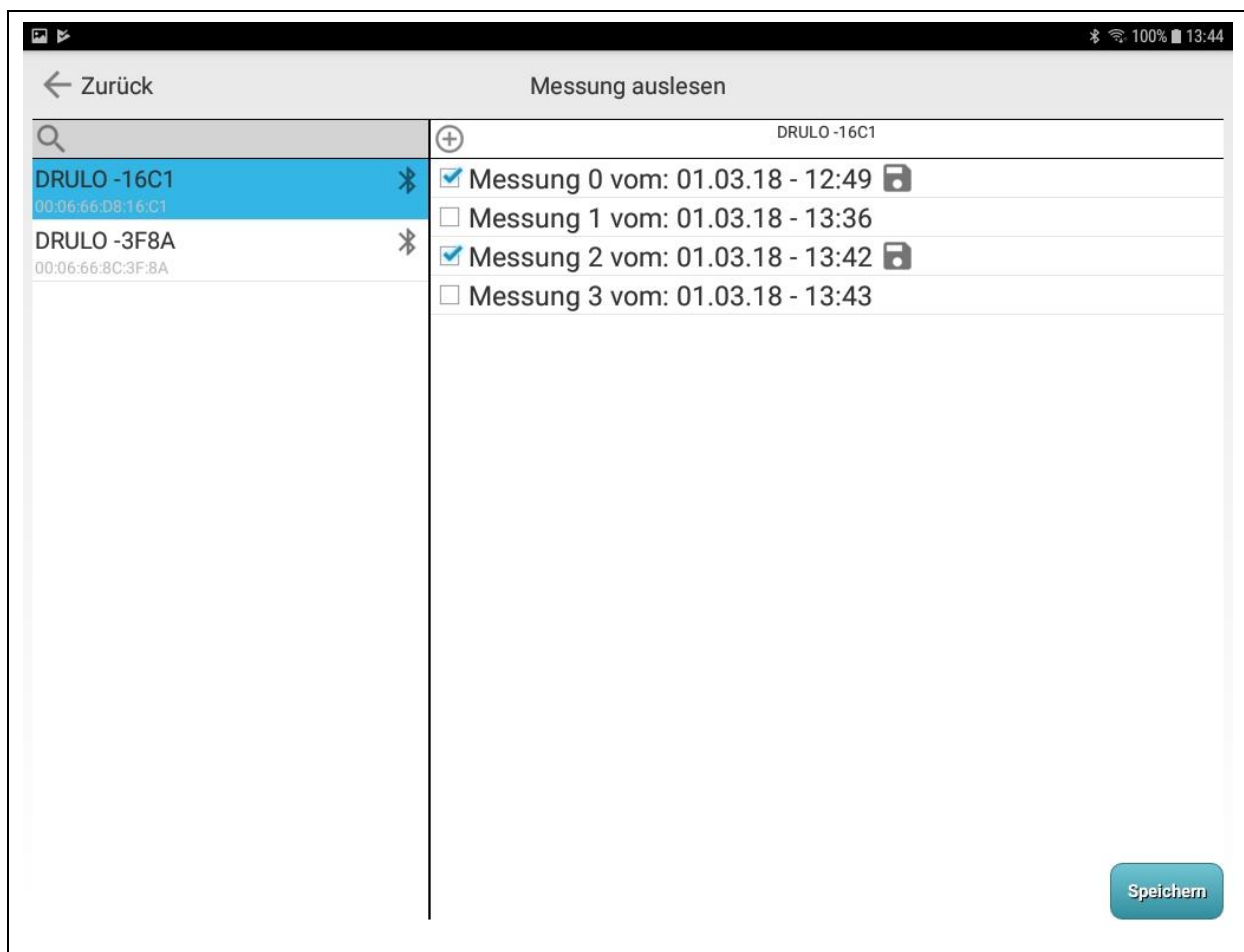 100% 13:44
Zurück
Messung auslesen
DRULO -16C1
00:06:66:D8:16:C1
DRULO -3F8A
00:06:66:8C:3F:8A
DRULO -16C1
Messung 0 vom: 01.03.18 - 12:49
Messung 1 vom: 01.03.18 - 13:36
Messung 2 vom: 01.03.18 - 13:42
Messung 3 vom: 01.03.18 - 13:43
Speichern